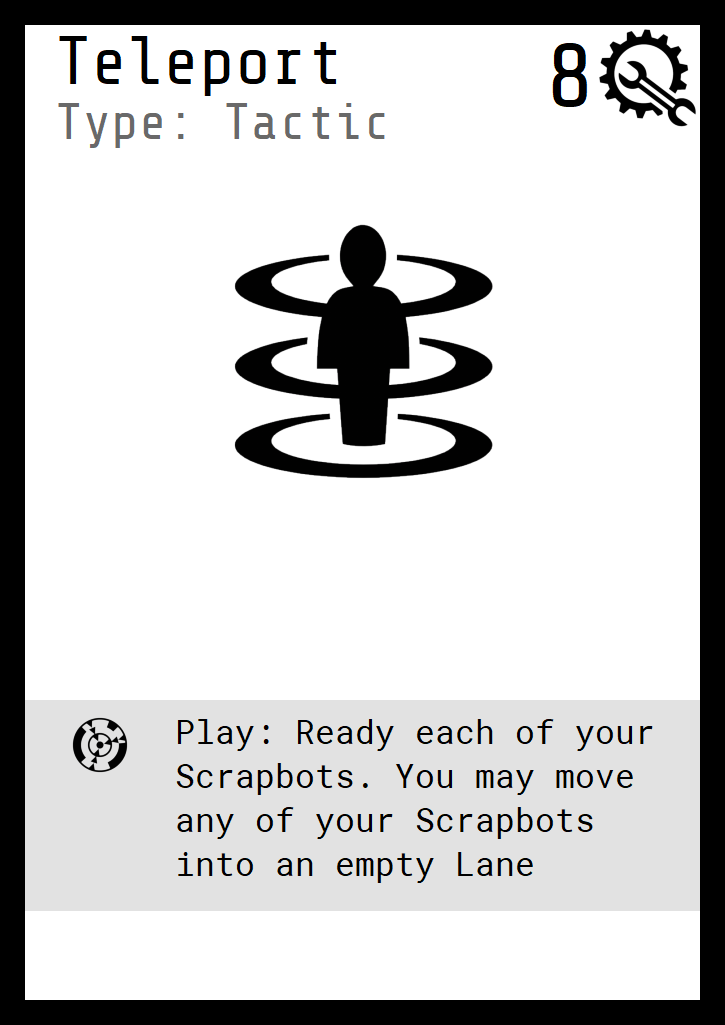 Teleport
8
Type: Tactic
Play: Ready each of your
Scrapbots. You may move
any of your Scrapbots
into an empty Lane